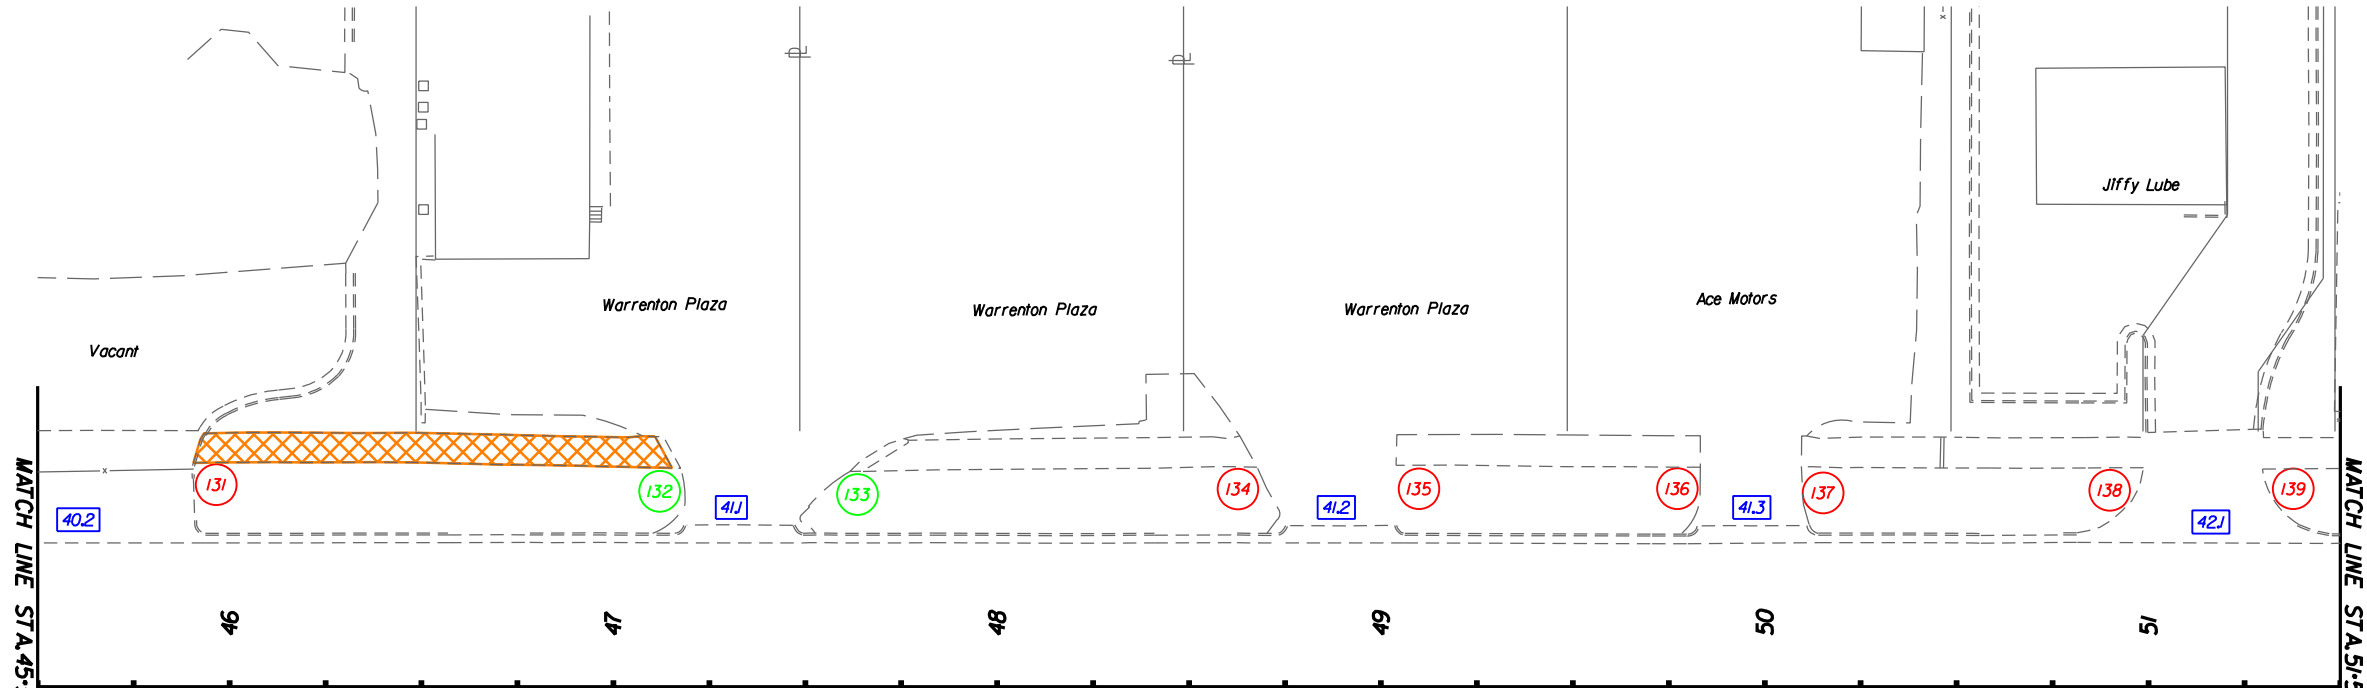 Jiffy Lube
Warrenton Plaza
Warrenton Plaza
Warrenton Plaza
Ace Motors
Vacant
131
132
133
134
135
136
137
138
139
40.2
41.1
41.2
41.3
42.1
46
47
48
49
50
51
MATCH LINE STA. 45+
MATCH LINE STA. 51+5